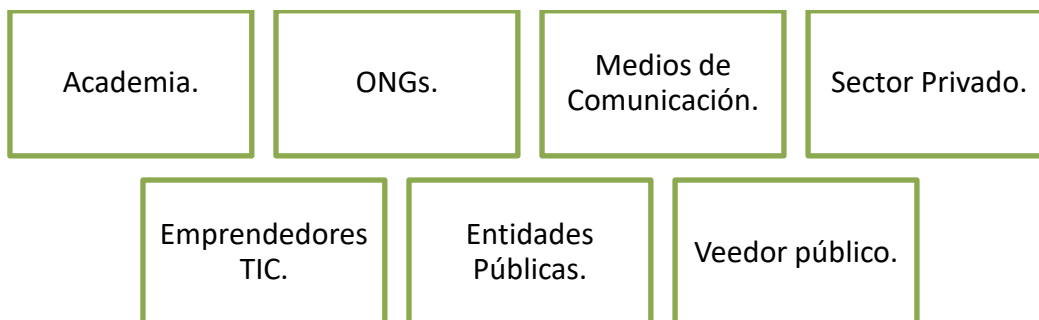 Academia.
ONGs.
Medios de
Comunicación.
Sector Privado.
Emprendedores
TIC.
Entidades
Públicas.
Veedor público.